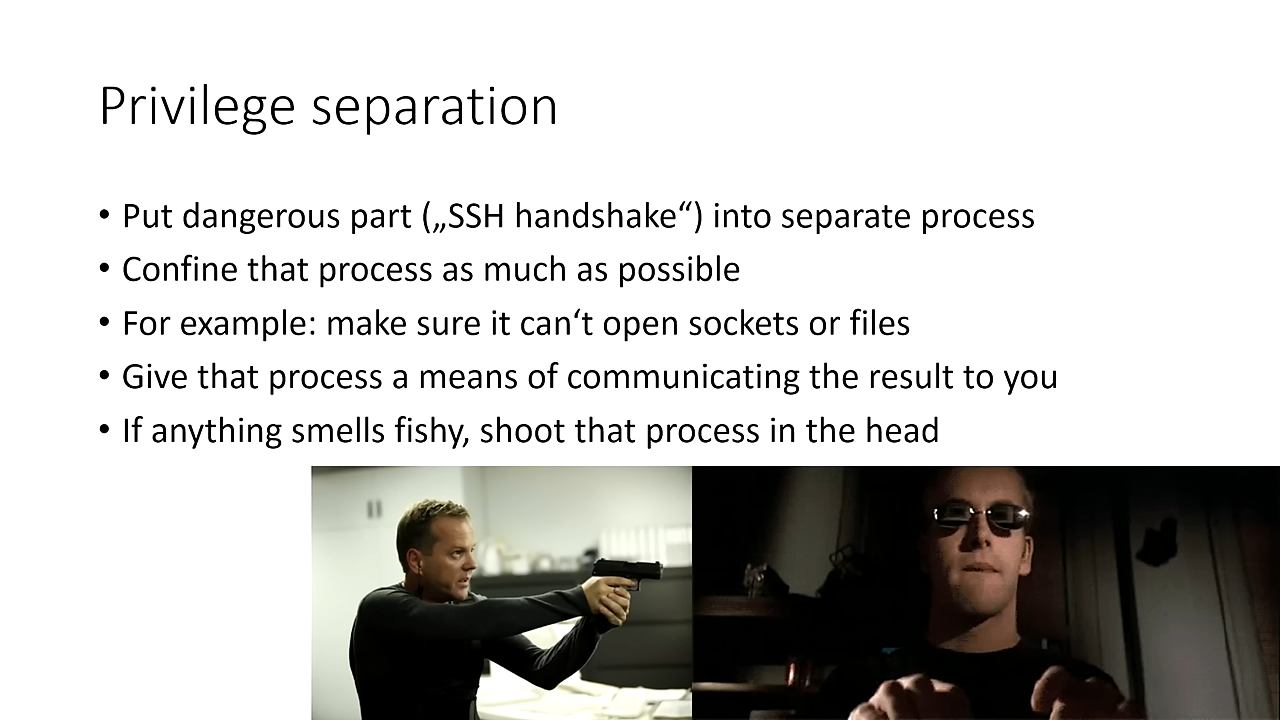 Privilege separation
• Put dangerous part („SSH handshake“) into separate process
• Confine that process as much as possible
• For example: make sure it can‘t open sockets or files
• Give that process a means of communicating the result to you
• If anything smells fishy, shoot that process in the head